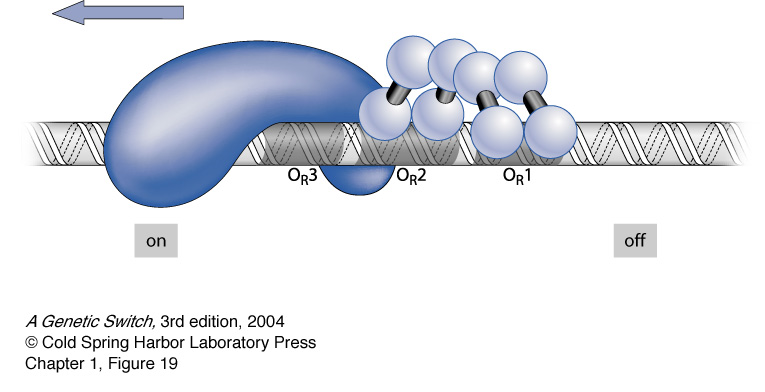 OR3 OR2 OR1
on off
A Genetic Switch, 3rd edition, 2004
© Cold Spring Harbor Laboratory Press
Chapter 1, Figure 19